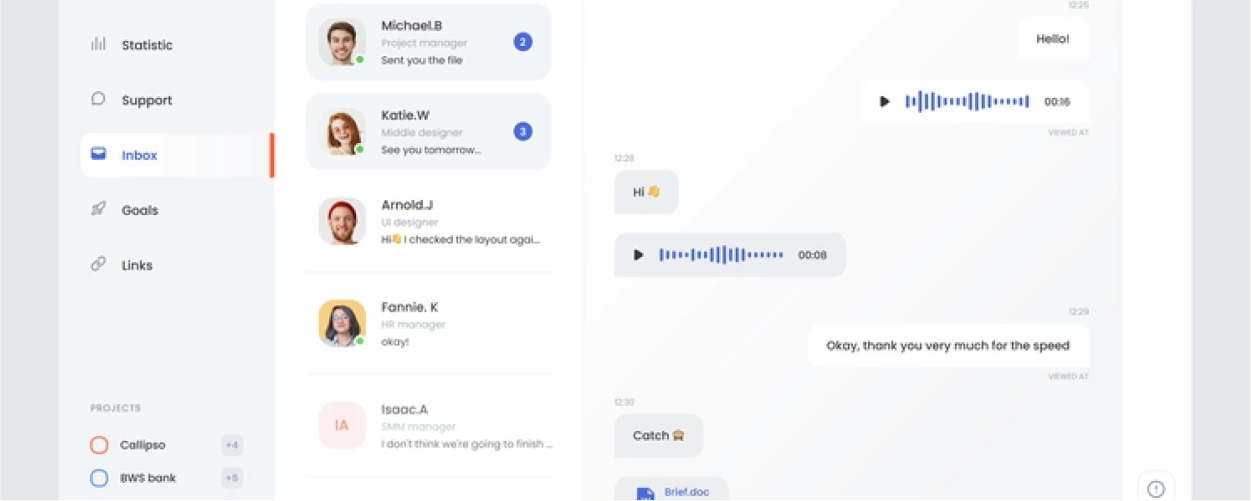 Statistic
Support
Inbox
Goals
Links
PROJECTS
Callipso
+4
BWS bank
+5
Michael.B
Project manager
2
Sent you the file
Katie.W
Middle designer
3
See you tomorrow...
Arnold.J
UI designer
Hi👋 I checked the layout agai...
Fannie. K
HR manager
okay!
IA
Isaac.A
SMM manager
I don't think we're going to finish ...
12:25
Hello!
00:16
VIEWED AT
12:28
Hi 👋
00:08
12:29
Okay, thank you very much for the speed
VIEWED AT
12:30
Catch 🙈
Brief.doc